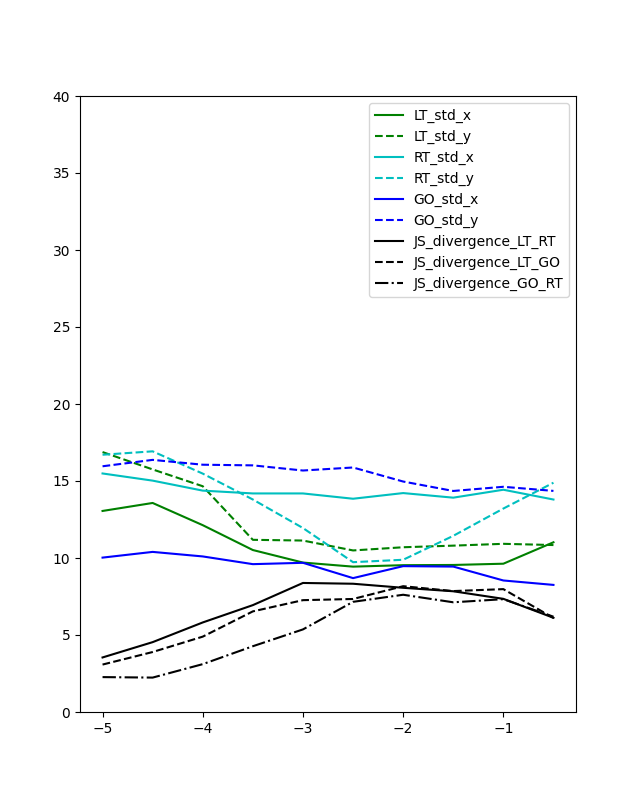 40
35
30
25
20
15
10
5
0
−5
−4
−3
−2
−1
LT_std_x
LT_std_y
RT_std_x
RT_std_y
GO_std_x
GO_std_y
JS_divergence_LT_RT
JS_divergence_LT_GO
JS_divergence_GO_RT